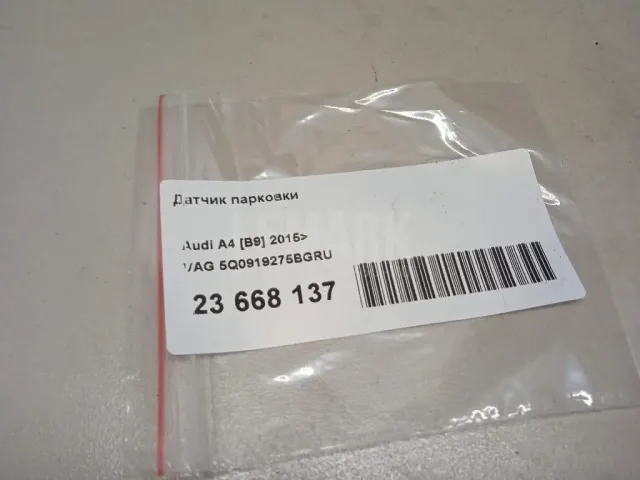 Датчик парковки
Audi A4 [B9] 2015>
VAG 5Q0919275BGRU
23 668 137